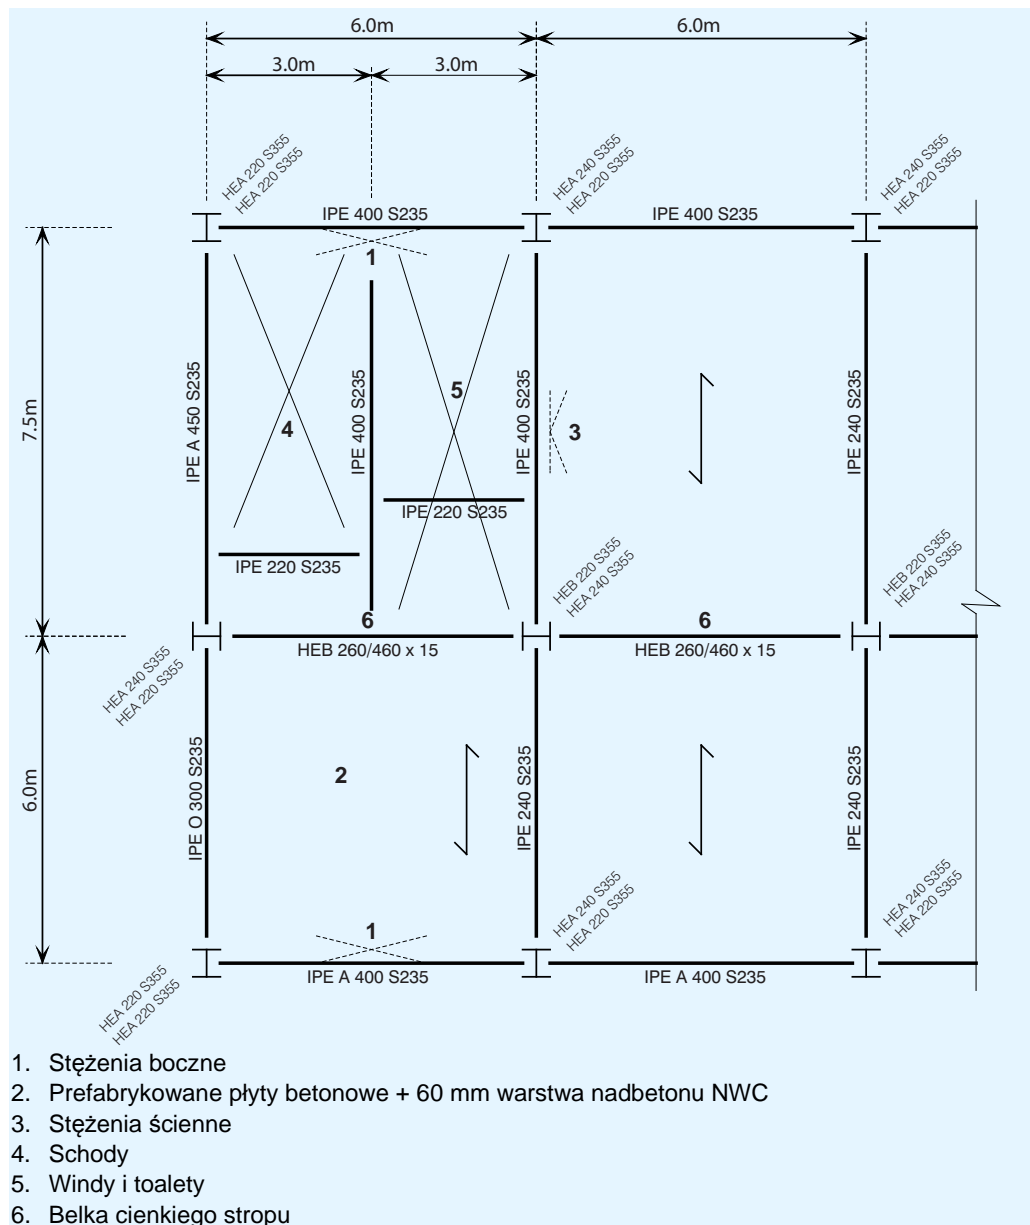 6.0m 6.0m
3.0m 3.0m
HEA 220 S355
HEA 220 S355
HEA 240 S355
HEA 220 S355
HEA 240 S355
HEA 220 S355
IPE 400 S235 IPE 400 S235
1
7.5m
IPE A 450 S235
4
IPE 400 S235
5
IPE 400 S235
3
IPE 240 S235
IPE 220 S235
IPE 220 S235
HEB 220 S355
HEA 240 S355
HEB 220 S355
HEA 240 S355
6 6
HEB 260/460 x 15 HEB 260/460 x 15
HEA 240 S355
HEA 220 S355
6.0m
IPE O 300 S235
2
IPE 240 S235
IPE 240 S235
HEA 240 S355
HEA 220 S355
HEA 240 S355
HEA 220 S355
1
IPE A 400 S235 IPE A 400 S235
HEA 220 S355
HEA 220 S355
1. Stężenia boczne
2. Prefabrykowane płyty betonowe + 60 mm warstwa nadbetonu NWC
3. Stężenia ścienne
4. Schody
5. Windy i toalety
6. Belka cienkiego stropu